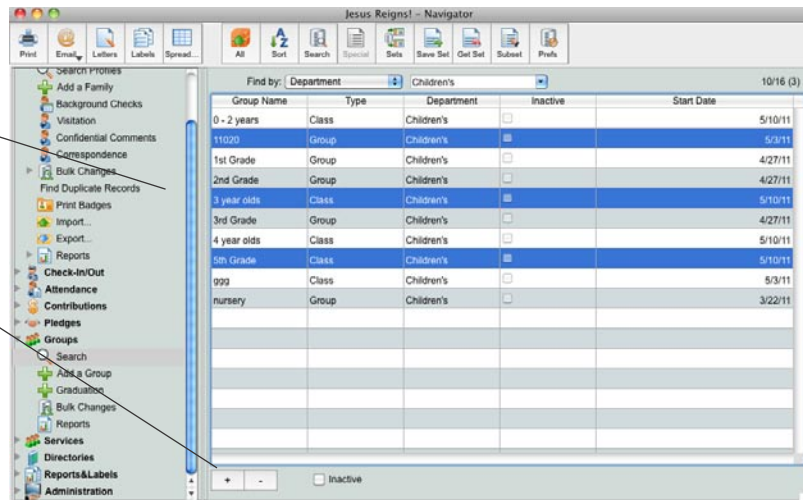 Jesus Reigns! – Navigator
Print Email Letters Labels Spread... All Sort Search Special Sets Save Set Get Set Subset Prefs
Search Profiles
Add a Family
Background Checks
Visitation
Confidential Comments
Correspondence
Bulk Changes
Find Duplicate Records
Print Badges
Import...
Export...
Reports
Check-In/Out
Attendance
Contributions
Pledges
Groups
Search
Add a Group
Graduation
Bulk Changes
Reports
Services
Directories
Reports&Labels
Administration
Find by: Department Children's 10/16 (3)
Group Name Type Department Inactive Start Date
0 - 2 years Class Children's 5/10/11
11020 Group Children's 5/3/11
1st Grade Group Children's 4/27/11
2nd Grade Group Children's 4/27/11
3 year olds Class Children's 5/10/11
3rd Grade Group Children's 4/27/11
4 year olds Class Children's 5/10/11
5th Grade Class Children's 5/10/11
ggg Class Children's 5/3/11
nursery Group Children's 3/22/11
+ - Inactive